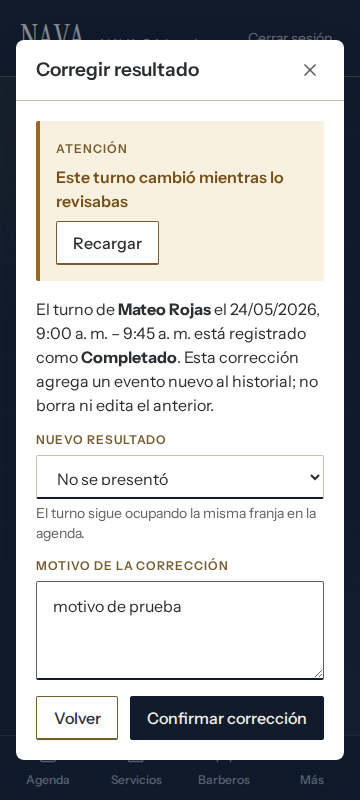 NAVA
Cerrar sesión
Corregir resultado
ATENCIÓN
Este turno cambió mientras lo
revisabas
Recargar
El turno de Mateo Rojas el 24/05/2026,
9:00 a. m. – 9:45 a. m. está registrado
como Completado. Esta corrección
agrega un evento nuevo al historial; no
borra ni edita el anterior.
NUEVO RESULTADO
No se presentó
El turno sigue ocupando la misma franja en la
agenda.
MOTIVO DE LA CORRECCIÓN
motivo de prueba
Volver
Confirmar corrección
Agenda
Servicios
Barberos
Más